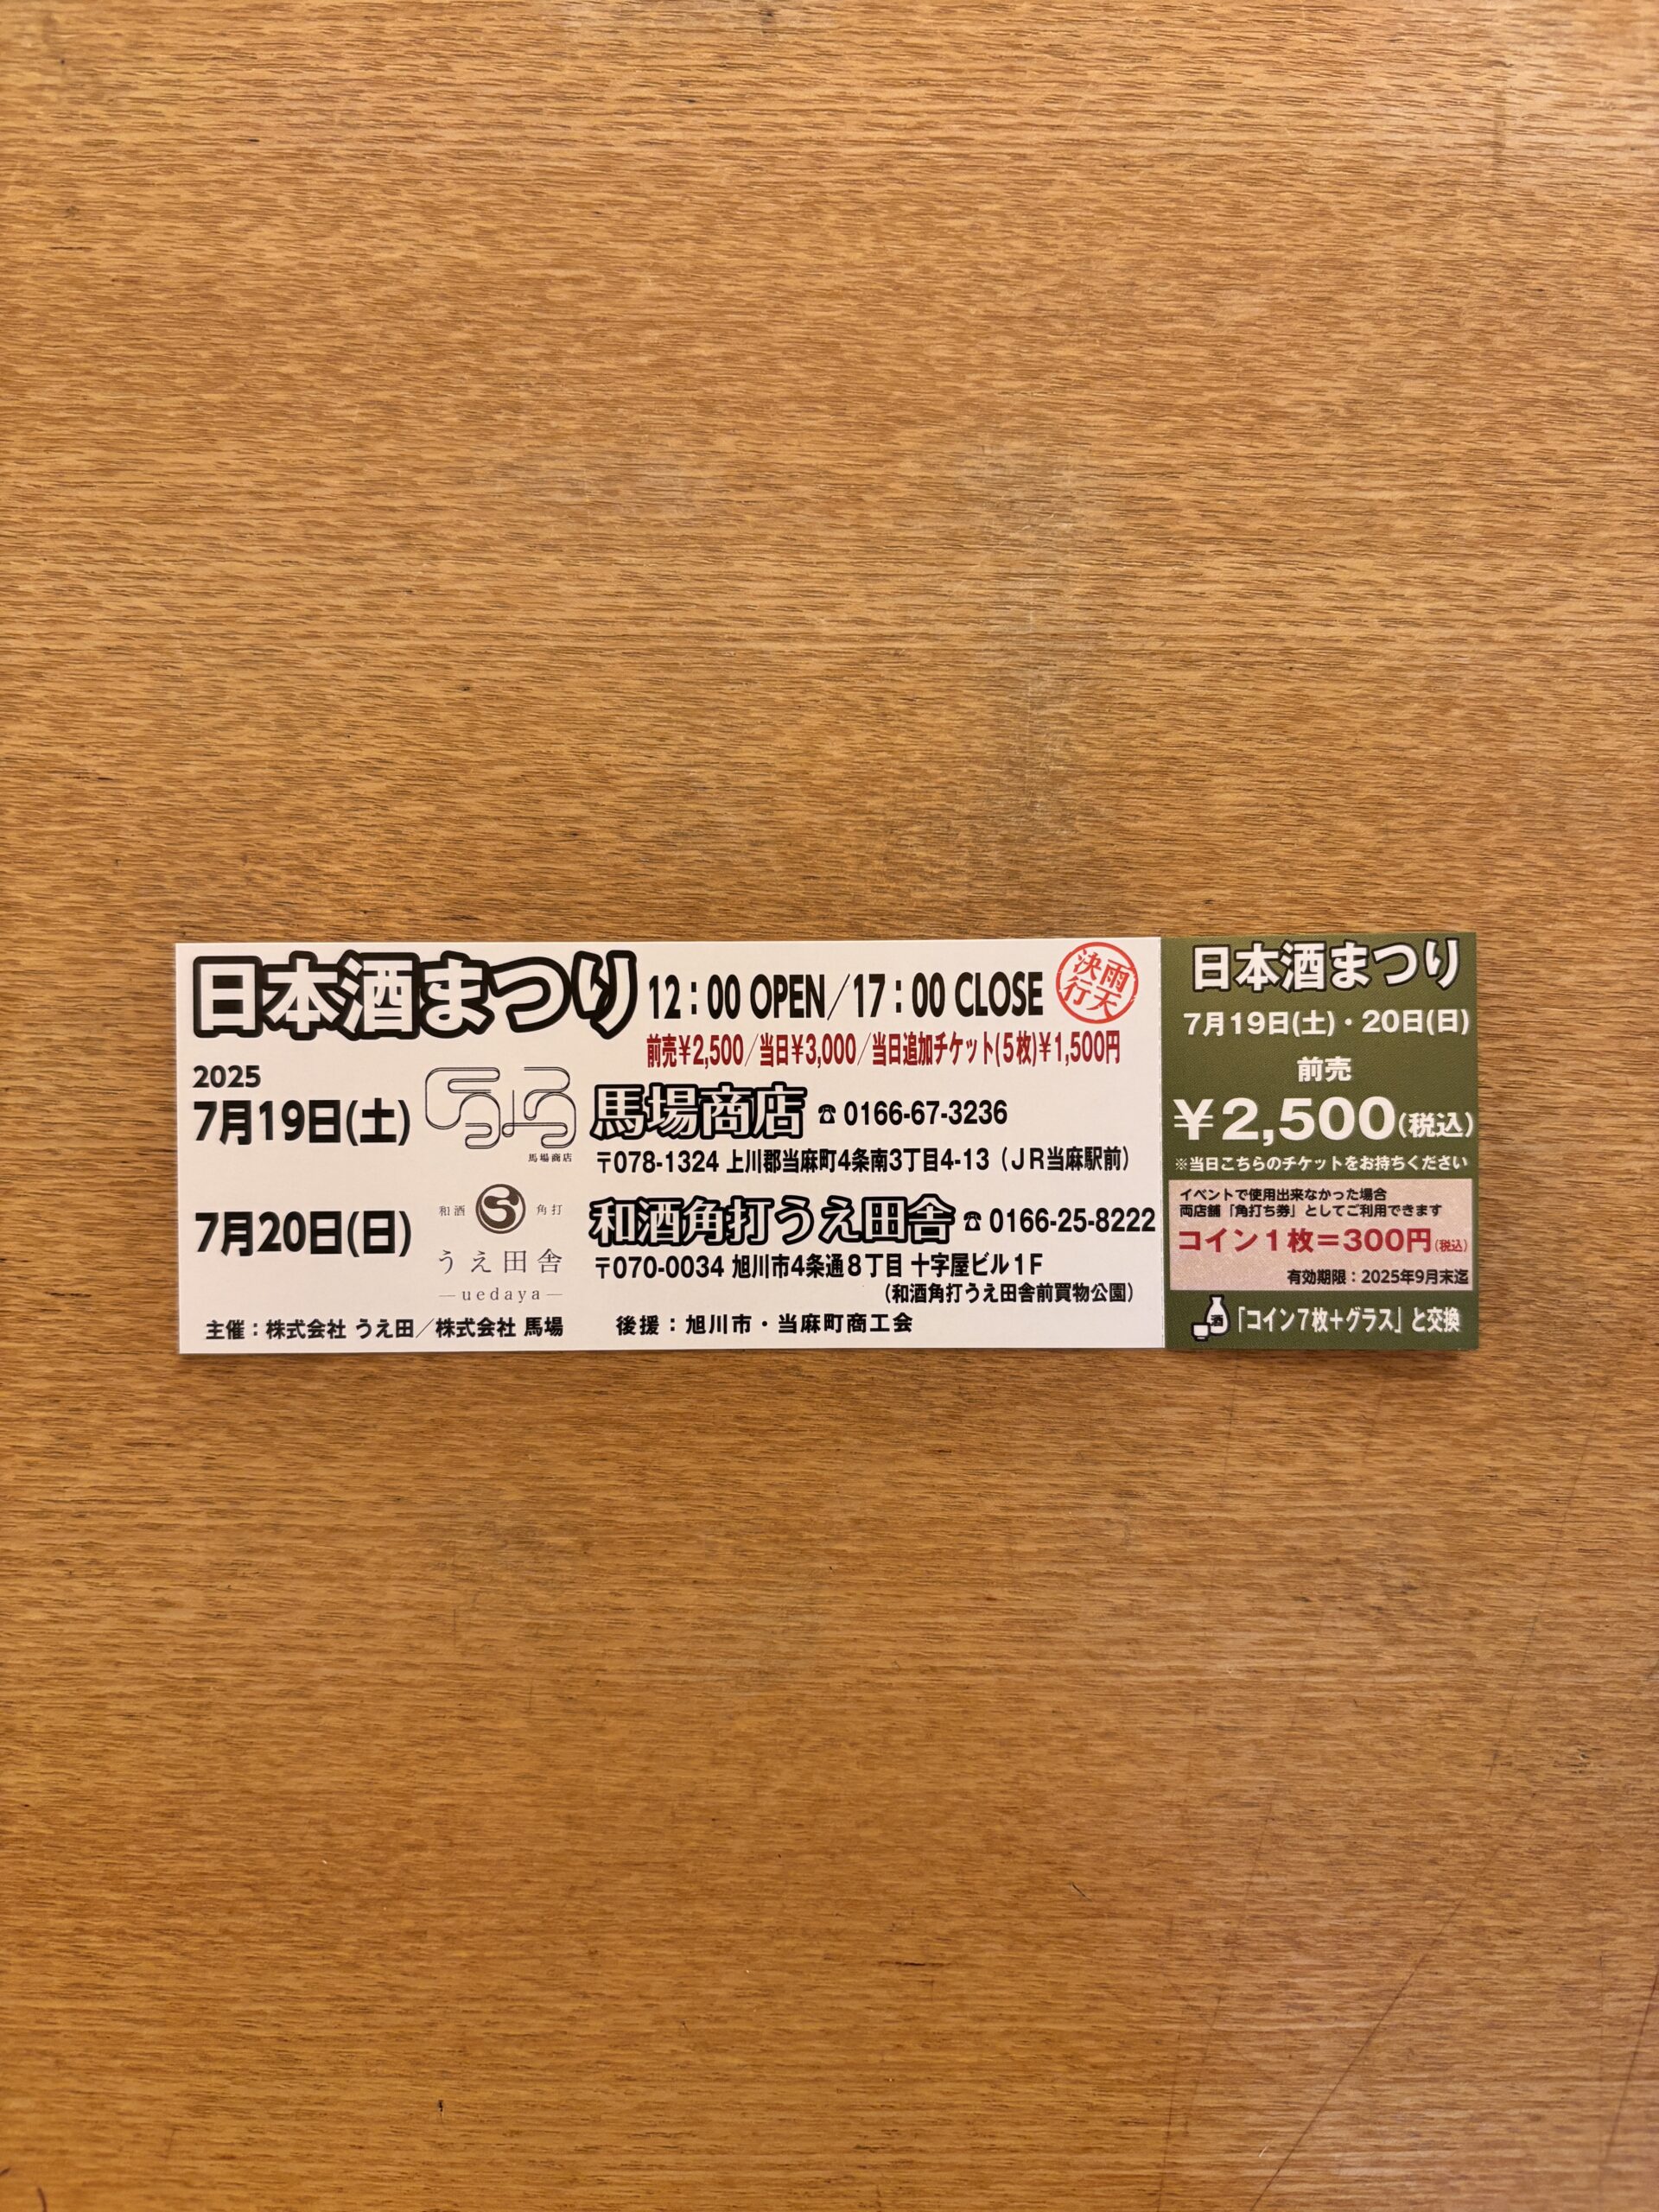 日本酒まつり
12：00 OPEN／17：00 CLOSE
雨天
決行
前売¥2,500／当日¥3,000／当日追加チケット(5枚)¥1,500円
2025
7月19日(土)
馬場商店
馬場商店 ☎ 0166-67-3236
〒078-1324 上川郡当麻町4条南3丁目4-13（JR当麻駅前）
7月20日(日)
和酒 角打
うえ田舎
—uedaya—
和酒角打うえ田舎 ☎ 0166-25-8222
〒070-0034 旭川市4条通8丁目 十字屋ビル1F
（和酒角打うえ田舎前買物公園）
主催：株式会社 うえ田／株式会社 馬場
後援：旭川市・当麻町商工会
日本酒まつり
7月19日(土)・20日(日)
前売
￥2,500(税込)
※当日こちらのチケットをお持ちください
イベントで使用出来なかった場合
両店舗「角打ち券」としてご利用できます
コイン１枚＝300円(税込)
有効期限：2025年9月末迄
酒
「コイン7枚+グラス」と交換